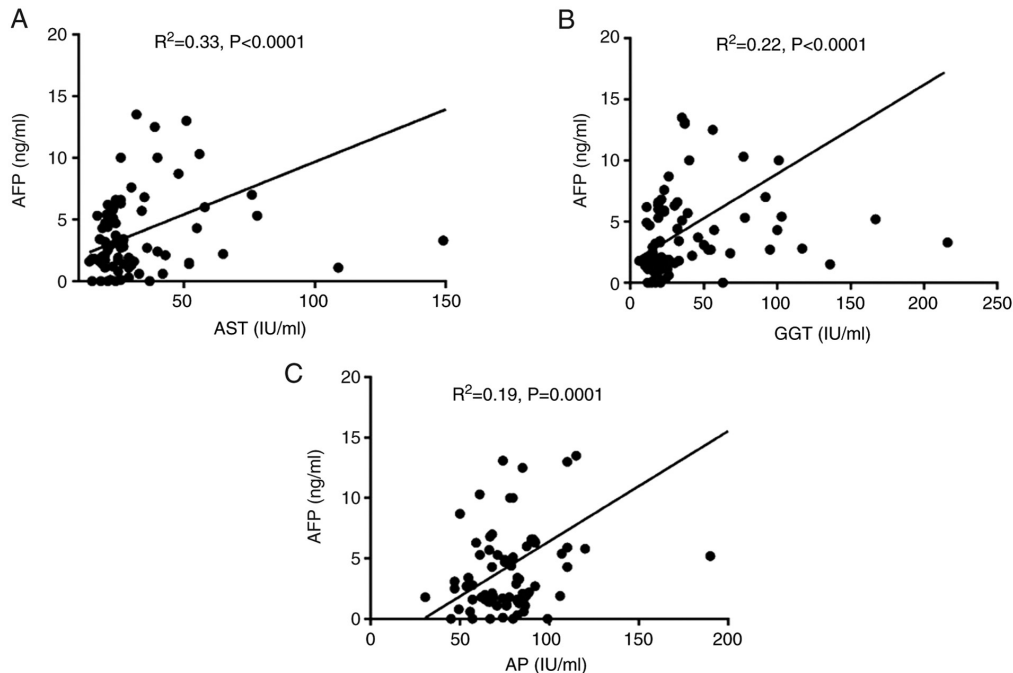 A
R²=0.33, P<0.0001
20
15
10
5
0
50
100
150
AFP (ng/ml)
AST (IU/ml)
B
R²=0.22, P<0.0001
20
15
10
5
0
0
50
100
150
200
250
AFP (ng/ml)
GGT (IU/ml)
C
R²=0.19, P=0.0001
20
15
10
5
0
0
50
100
150
200
AFP (ng/ml)
AP (IU/ml)